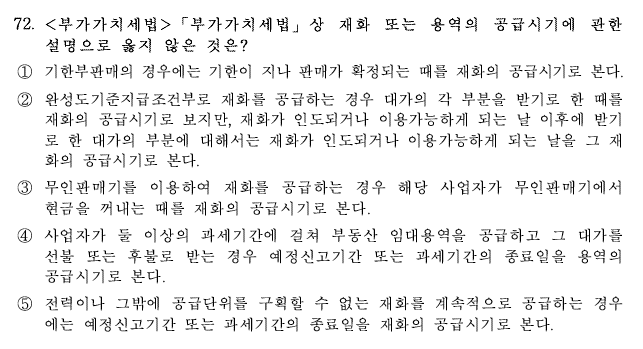 72. <부가가치세법>「부가가치세법」상 재화 또는 용역의 공급시기에 관한
설명으로 옳지 않은 것은?
① 기한부판매의 경우에는 기한이 지나 판매가 확정되는 때를 재화의 공급시기로 본다.
② 완성도기준지급조건부로 재화를 공급하는 경우 대가의 각 부분을 받기로 한 때를
재화의 공급시기로 보지만, 재화가 인도되거나 이용가능하게 되는 날 이후에 받기
로 한 대가의 부분에 대해서는 재화가 인도되거나 이용가능하게 되는 날을 그 재
화의 공급시기로 본다.
③ 무인판매기를 이용하여 재화를 공급하는 경우 해당 사업자가 무인판매기에서
현금을 꺼내는 때를 재화의 공급시기로 본다.
④ 사업자가 둘 이상의 과세기간에 걸쳐 부동산 임대용역을 공급하고 그 대가를
선불 또는 후불로 받는 경우 예정신고기간 또는 과세기간의 종료일을 용역의
공급시기로 본다.
⑤ 전력이나 그밖에 공급단위를 구획할 수 없는 재화를 계속적으로 공급하는 경우
에는 예정신고기간 또는 과세기간의 종료일을 재화의 공급시기로 본다.